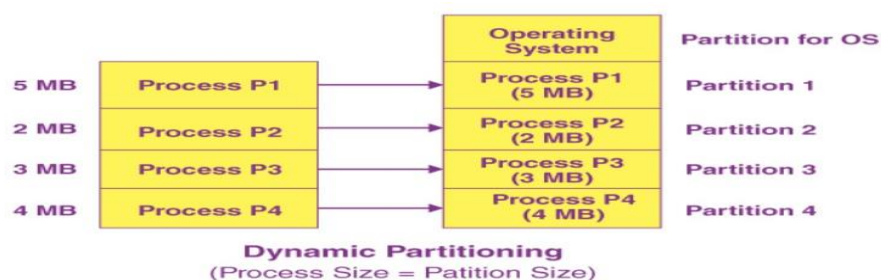 Operating
System
Partition for OS
5 MB
Process P1
Process P1
(5 MB)
Partition 1
2 MB
Process P2
Process P2
(2 MB)
Partition 2
3 MB
Process P3
Process P3
(3 MB)
Partition 3
4 MB
Process P4
Process P4
(4 MB)
Partition 4
Dynamic Partitioning
(Process Size = Patition Size)